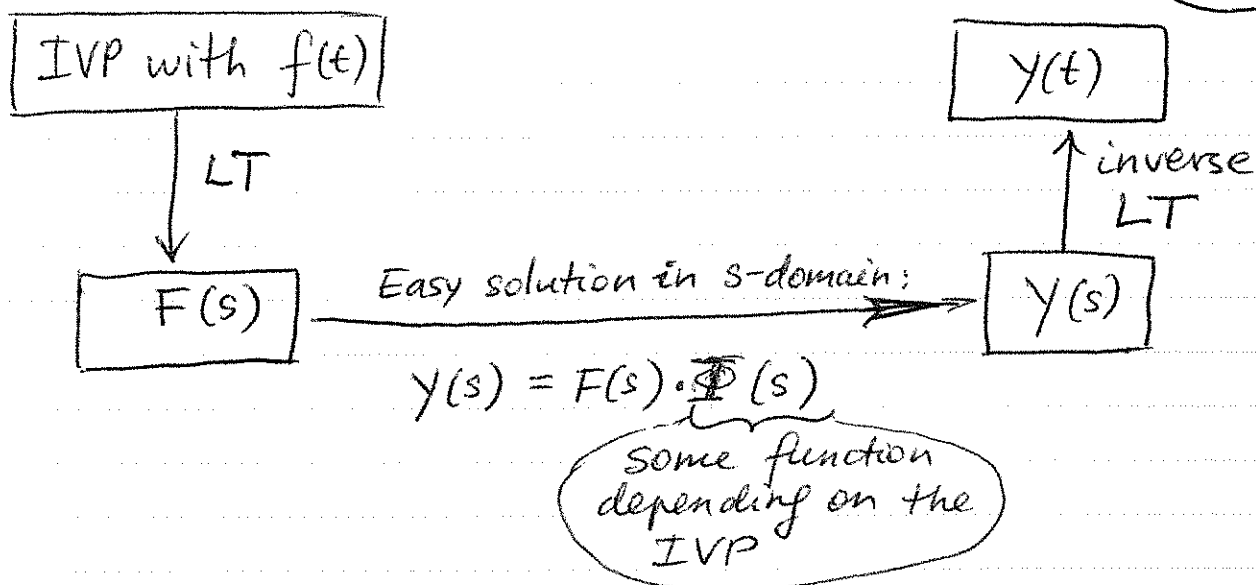 IVP with f(t)
y(t)
LT
inverse
LT
F(s)
Easy solution in s-domain:
Y(s)
Y(s) = F(s)·Φ(s)
some function
depending on the
IVP